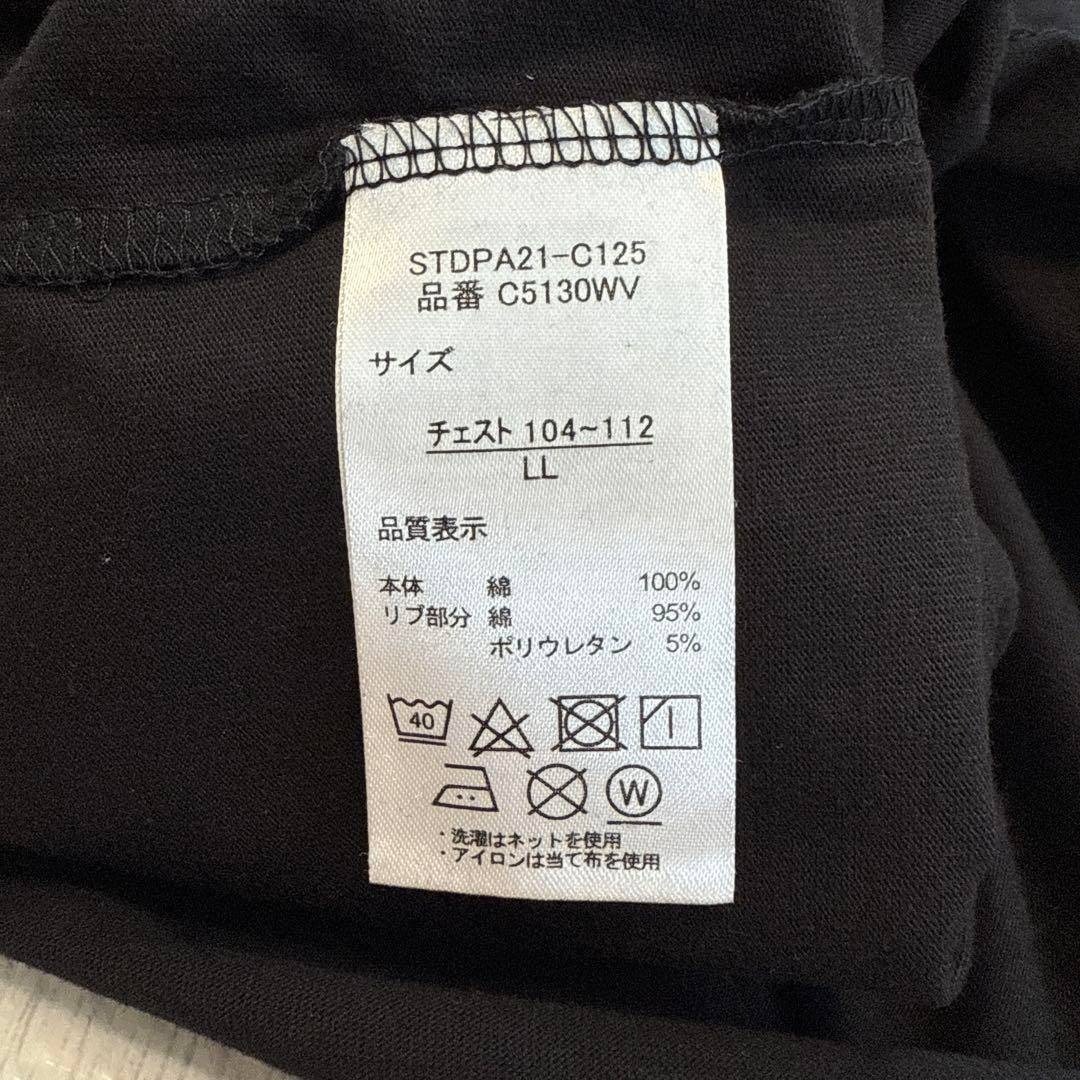 STDPA21-C125
品番 C5130WV
サイズ
チェスト 104~112
LL
品質表示
本体 綿 100%
リブ部分 綿 95%
ポリウレタン 5%
40
W
・洗濯はネットを使用
・アイロンは当て布を使用